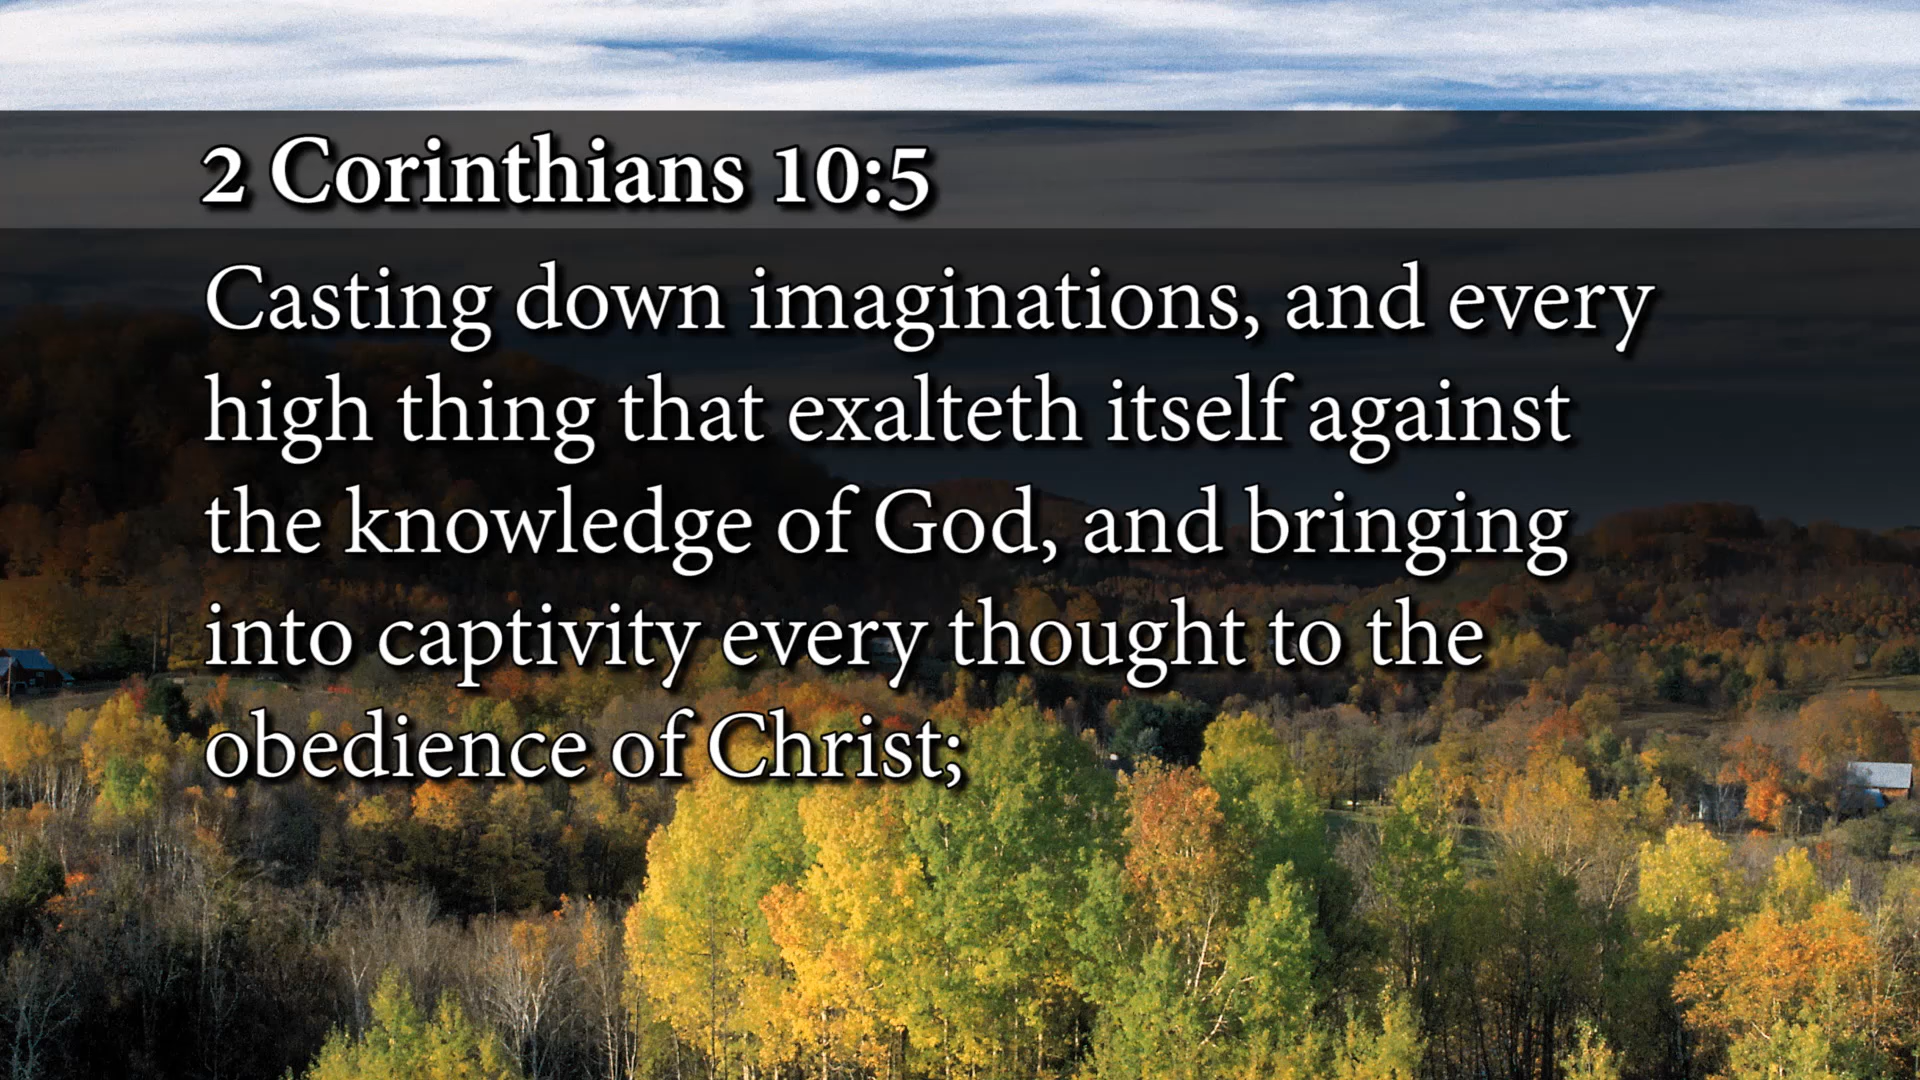 2 Corinthians 10:5
Casting down imaginations, and every
high thing that exalteth itself against
the knowledge of God, and bringing
into captivity every thought to the
obedience of Christ;